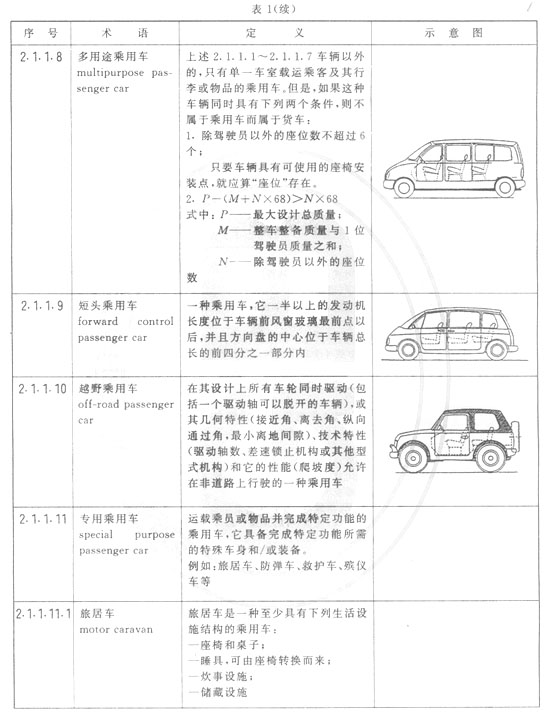 表 1(续)
序 号
术 语
定 义
示 意 图
2.1.1.8
多用途乘用车
multipurpose pas-
senger car
上述 2.1.1.1～2.1.1.7 车辆以外
的,只有单一车室载运乘客及其行
李或物品的乘用车。但是,如果这种
车辆同时具有下列两个条件,则不
属于乘用车而属于货车:
1. 除驾驶员以外的座位数不超过 6
个;
只要车辆具有可使用的座椅安
装点,就应算“座位”存在。
2. P－(M＋N×68)＞N×68
式中: P——最大设计总质量;
M——整车整备质量与 1 位
驾驶员质量之和;
N——除驾驶员以外的座位
数
2.1.1.9
短头乘用车
forward control
passenger car
一种乘用车,它一半以上的发动机
长度位于车辆前风窗玻璃最前点以
后,并且方向盘的中心位于车辆总
长的前四分之一部分内
2.1.1.10
越野乘用车
off-road passenger
car
在其设计上所有车轮同时驱动(包
括一个驱动轴可以脱开的车辆),或
其几何特性(接近角、离去角、纵向
通过角,最小离地间隙)、技术特性
(驱动轴数、差速锁止机构或其他型
式机构)和它的性能(爬坡度)允许
在非道路上行驶的一种乘用车
2.1.1.11
专用乘用车
special purpose
passenger car
运载乘员或物品并完成特定功能的
乘用车,它具备完成特定功能所需
的特殊车身和/或装备。
例如:旅居车、防弹车、救护车、殡仪
车等
2.1.1.11.1
旅居车
motor caravan
旅居车是一种至少具有下列生活设
施结构的乘用车:
—座椅和桌子;
—睡具,可由座椅转换而来;
—炊事设施;
—储藏设施